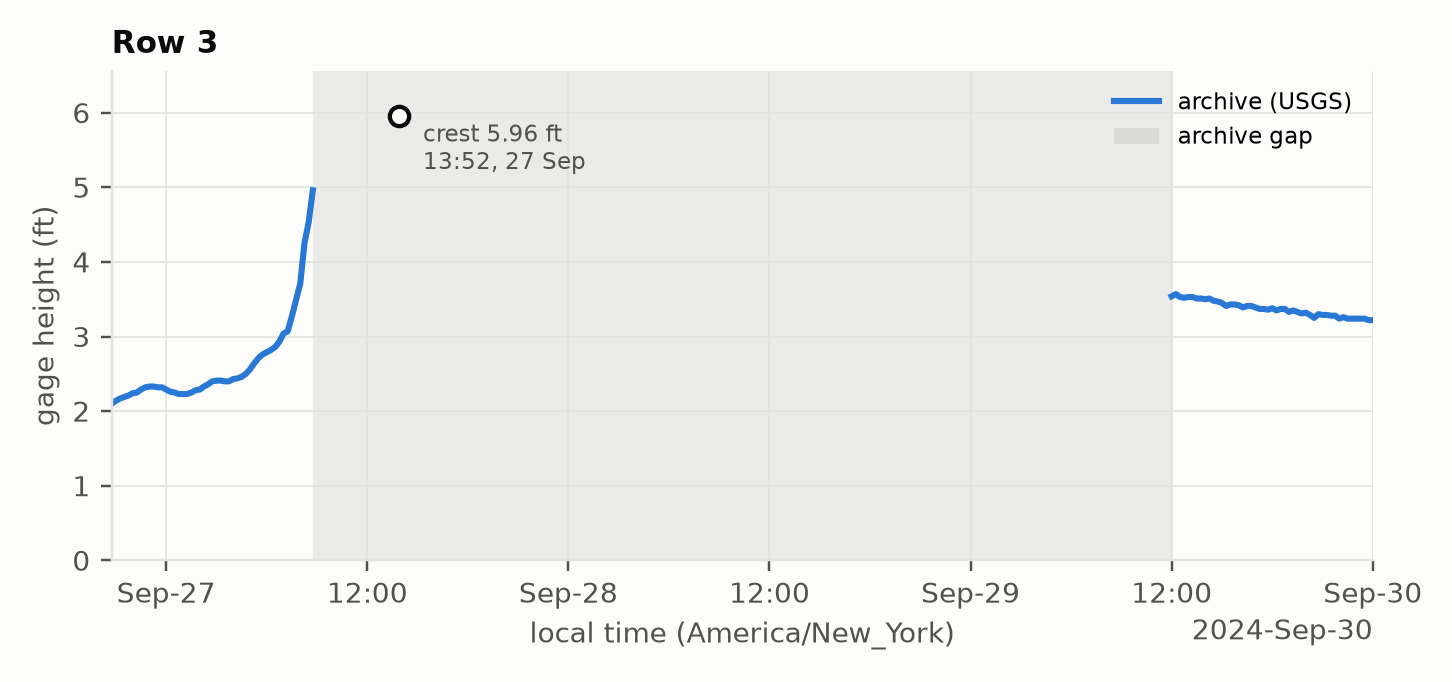 Row 3
archive (USGS)
archive gap
crest 5.96 ft
13:52, 27 Sep
gage height (ft)
6
5
4
3
2
1
0
Sep-27 12:00 Sep-28 12:00 Sep-29 12:00 Sep-30
local time (America/New_York)
2024-Sep-30